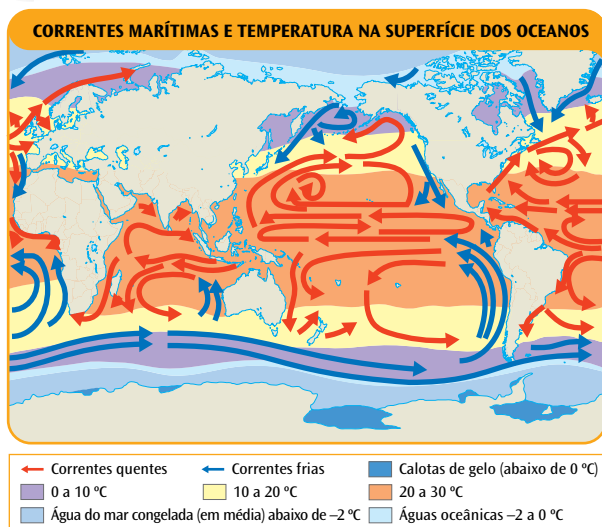 CORRENTES MARÍTIMAS E TEMPERATURA NA SUPERFÍCIE DOS OCEANOS
Correntes quentes
Correntes frias
Calotas de gelo (abaixo de 0 ºC)
0 a 10 ºC
10 a 20 ºC
20 a 30 ºC
Água do mar congelada (em média) abaixo de –2 ºC
Águas oceânicas –2 a 0 ºC